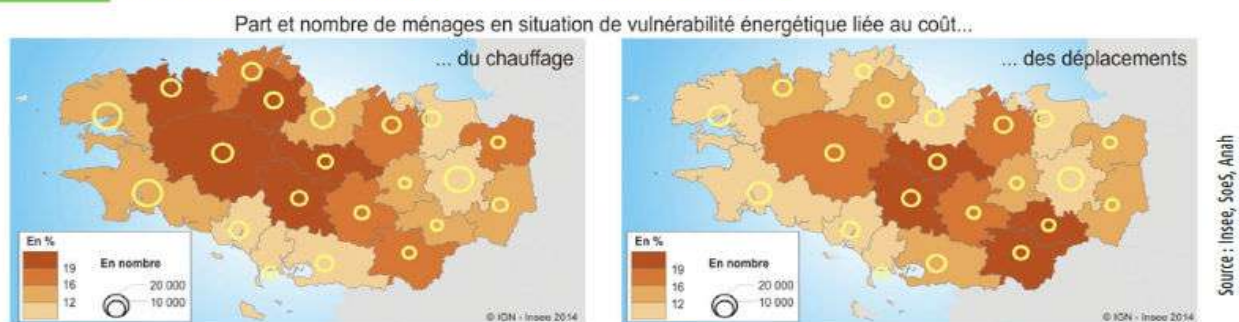 Part et nombre de ménages en situation de vulnérabilité énergétique liée au coût...
... du chauffage
En %
19
16
12
En nombre
20 000
10 000
© IGN - Insee 2014
... des déplacements
En %
19
16
12
En nombre
20 000
10 000
© IGN - Insee 2014
Source : Insee, SoeS, Anah